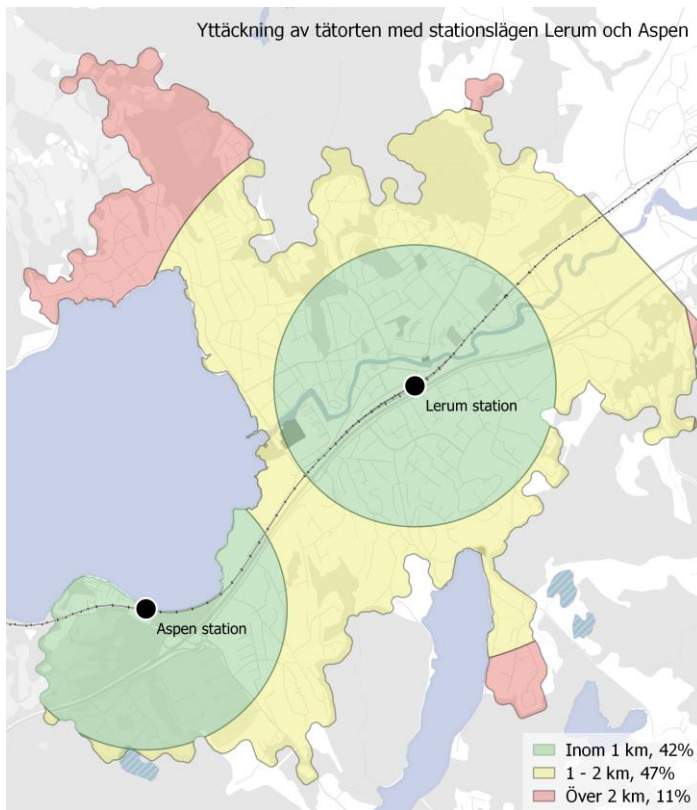 Yttäckning av tätorten med stationslägen Lerum och Aspen
Lerum station
Aspen station
Inom 1 km, 42%
1 - 2 km, 47%
Över 2 km, 11%